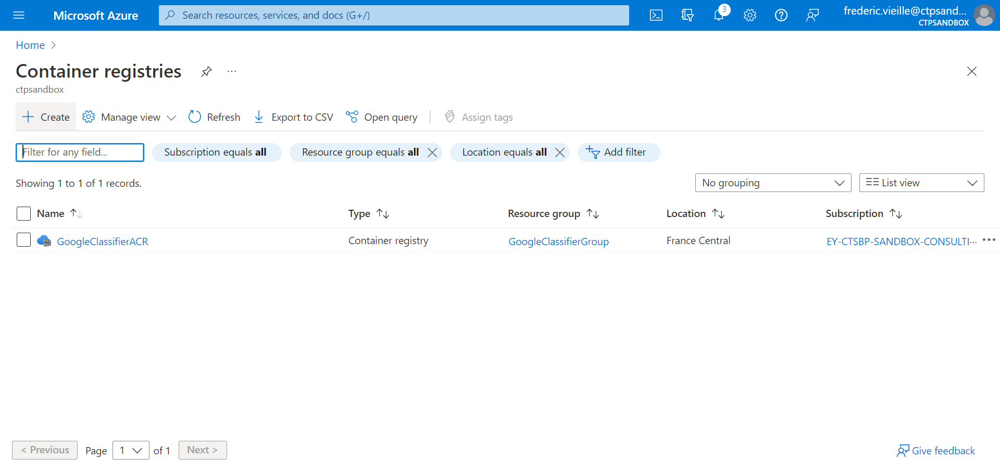 Microsoft Azure
Search resources, services, and docs (G+/)
3
frederic.vieille@ctpsand...
CTPSANDBOX
Home
Container registries
ctpsandbox
Create
Manage view
Refresh
Export to CSV
Open query
Assign tags
Filter for any field...
Subscription equals all
Resource group equals all
Location equals all
Add filter
Showing 1 to 1 of 1 records.
No grouping
List view
Name
Type
Resource group
Location
Subscription
GoogleClassifierACR
Container registry
GoogleClassifierGroup
France Central
EY-CTSBP-SANDBOX-CONSULTI...
< Previous
Page
1
of 1
Next >
Give feedback